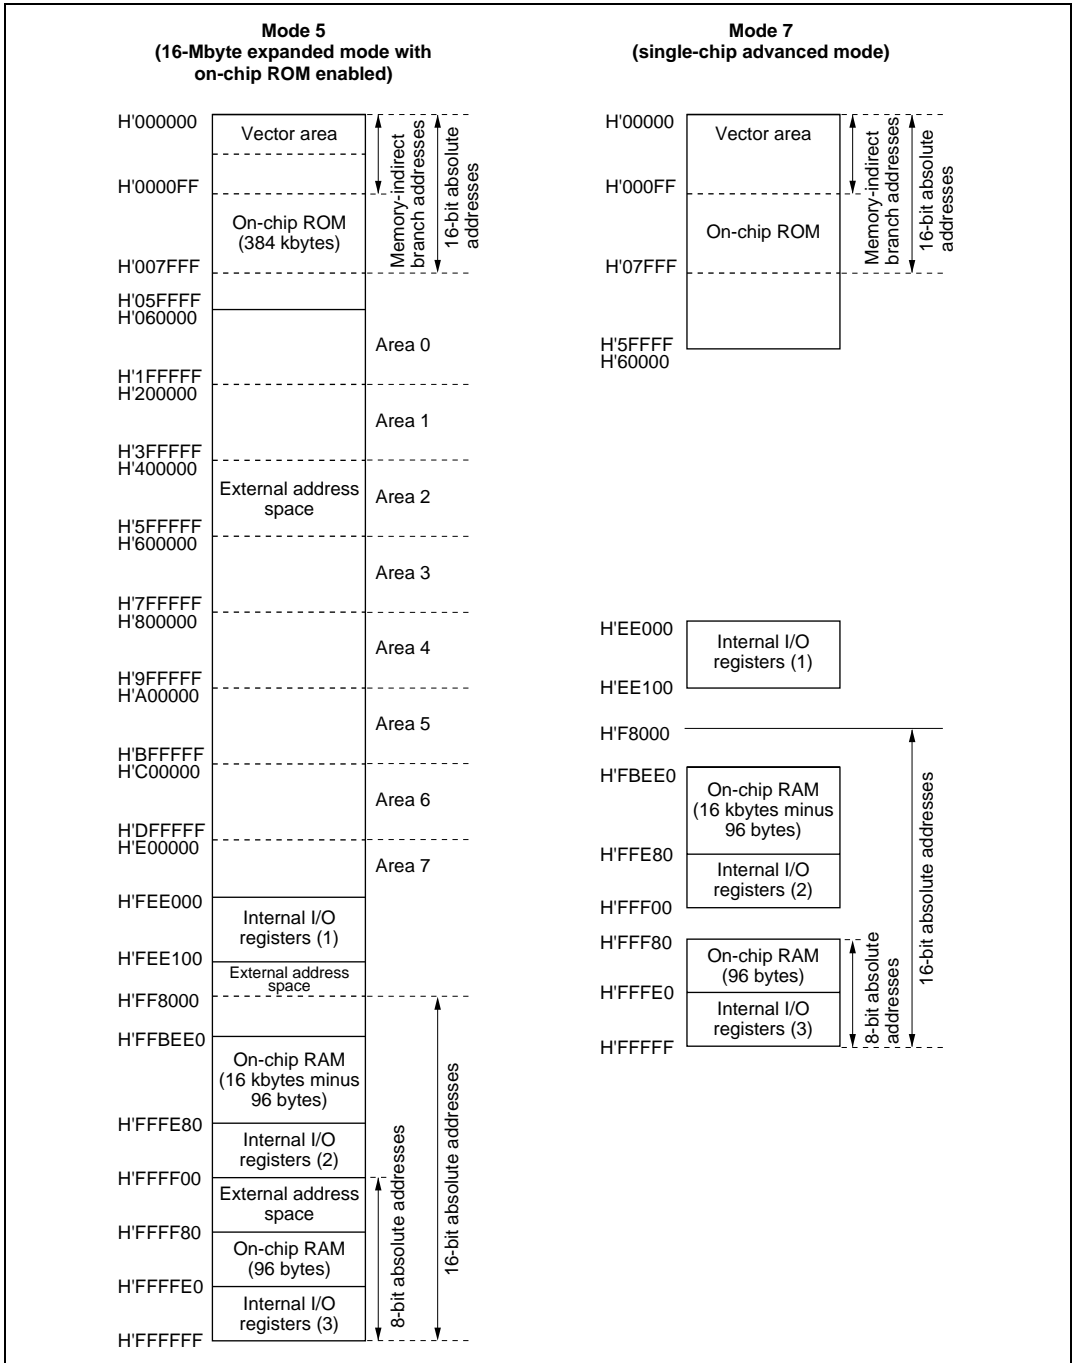 Mode 5
(16-Mbyte expanded mode with
on-chip ROM enabled)
H'000000
Vector area
H'0000FF
On-chip ROM
(384 kbytes)
H'007FFF
H'05FFFF
H'060000
Memory-indirect
branch addresses
16-bit absolute
addresses
Area 0
H'1FFFFF
H'200000
Area 1
H'3FFFFF
H'400000
External address
space
Area 2
H'5FFFFF
H'600000
Area 3
H'7FFFFF
H'800000
Area 4
H'9FFFFF
H'A00000
Area 5
H'BFFFFF
H'C00000
Area 6
H'DFFFFF
H'E00000
Area 7
H'FEE000
Internal I/O
registers (1)
H'FEE100
External address
space
H'FF8000
H'FFBEE0
On-chip RAM
(16 kbytes minus
96 bytes)
H'FFFE80
Internal I/O
registers (2)
H'FFFF00
External address
space
H'FFFF80
On-chip RAM
(96 bytes)
H'FFFFE0
Internal I/O
registers (3)
H'FFFFFF
8-bit absolute addresses
16-bit absolute addresses
Mode 7
(single-chip advanced mode)
H'00000
Vector area
H'000FF
On-chip ROM
H'07FFF
Memory-indirect
branch addresses
16-bit absolute
addresses
H'5FFFF
H'60000
H'EE000
Internal I/O
registers (1)
H'EE100
H'F8000
H'FBEE0
On-chip RAM
(16 kbytes minus
96 bytes)
H'FFE80
Internal I/O
registers (2)
H'FFF00
H'FFF80
On-chip RAM
(96 bytes)
H'FFFE0
Internal I/O
registers (3)
H'FFFFF
8-bit absolute
addresses
16-bit absolute addresses